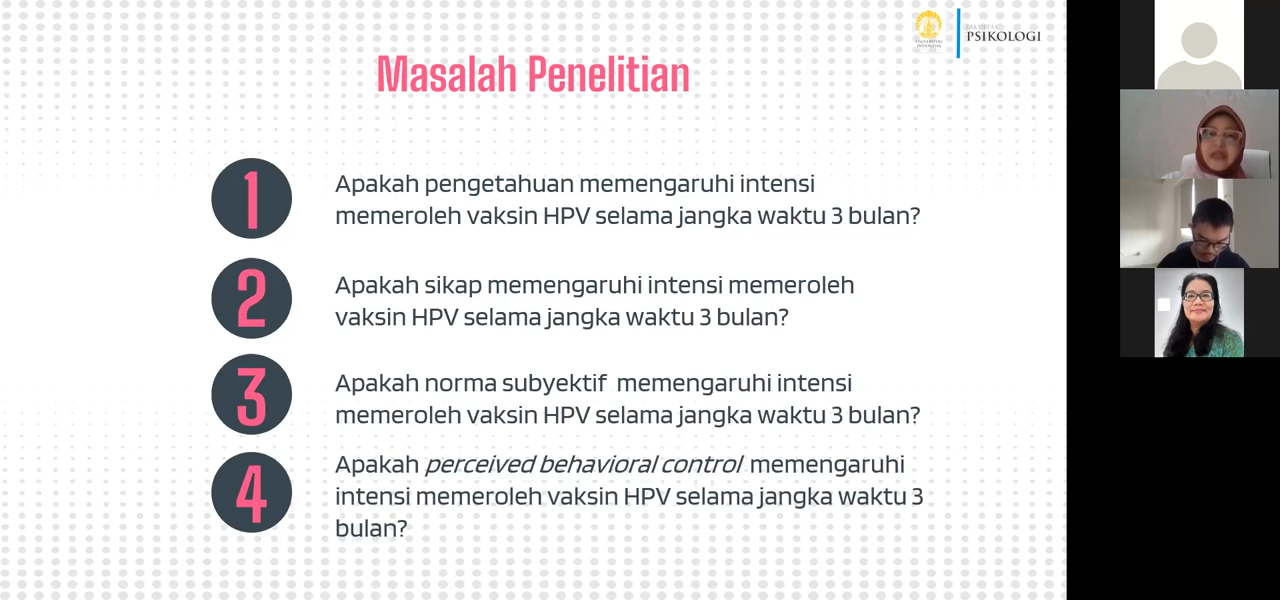 UNIVERSITAS
INDONESIA
FAKULTAS
PSIKOLOGI
Masalah Penelitian
1
Apakah pengetahuan memengaruhi intensi
memeroleh vaksin HPV selama jangka waktu 3 bulan?
2
Apakah sikap memengaruhi intensi memeroleh
vaksin HPV selama jangka waktu 3 bulan?
3
Apakah norma subyektif memengaruhi intensi
memeroleh vaksin HPV selama jangka waktu 3 bulan?
4
Apakah perceived behavioral control memengaruhi
intensi memeroleh vaksin HPV selama jangka waktu 3
bulan?